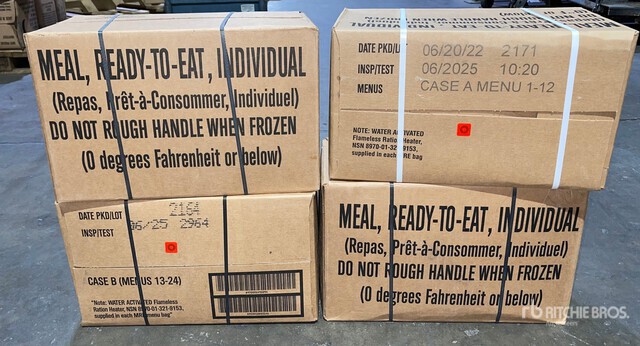 MEAL, READY-TO-EAT, INDIVIDUAL
(Repas, Prêt-à-Consommer, Individuel)
DO NOT ROUGH HANDLE WHEN FROZEN
(0 degrees Fahrenheit or below)
DATE PKD/LOT 06/20/22 2171
INSP/TEST 06/2025 10:20
MENUS CASE A MENU 1-12
NOTE: WATER ACTIVATED
Flameless Ration Heater,
NSN 8970-01-321-9153,
supplied in each MRE bag
DATE PKD/LOT 2164
INSP/TEST 06/25 2964
CASE B (MENUS 13-24)
"Note: WATER ACTIVATED Flameless
Ration Heater, NSN 8970-01-321-9153,
supplied in each MRE menu bag"
MEAL, READY-TO-EAT, INDIVIDUAL
(Repas, Prêt-à-Consommer, Individuel)
DO NOT ROUGH HANDLE WHEN FROZEN
(0 degrees Fahrenheit or below)
rb RITCHIE BROS.